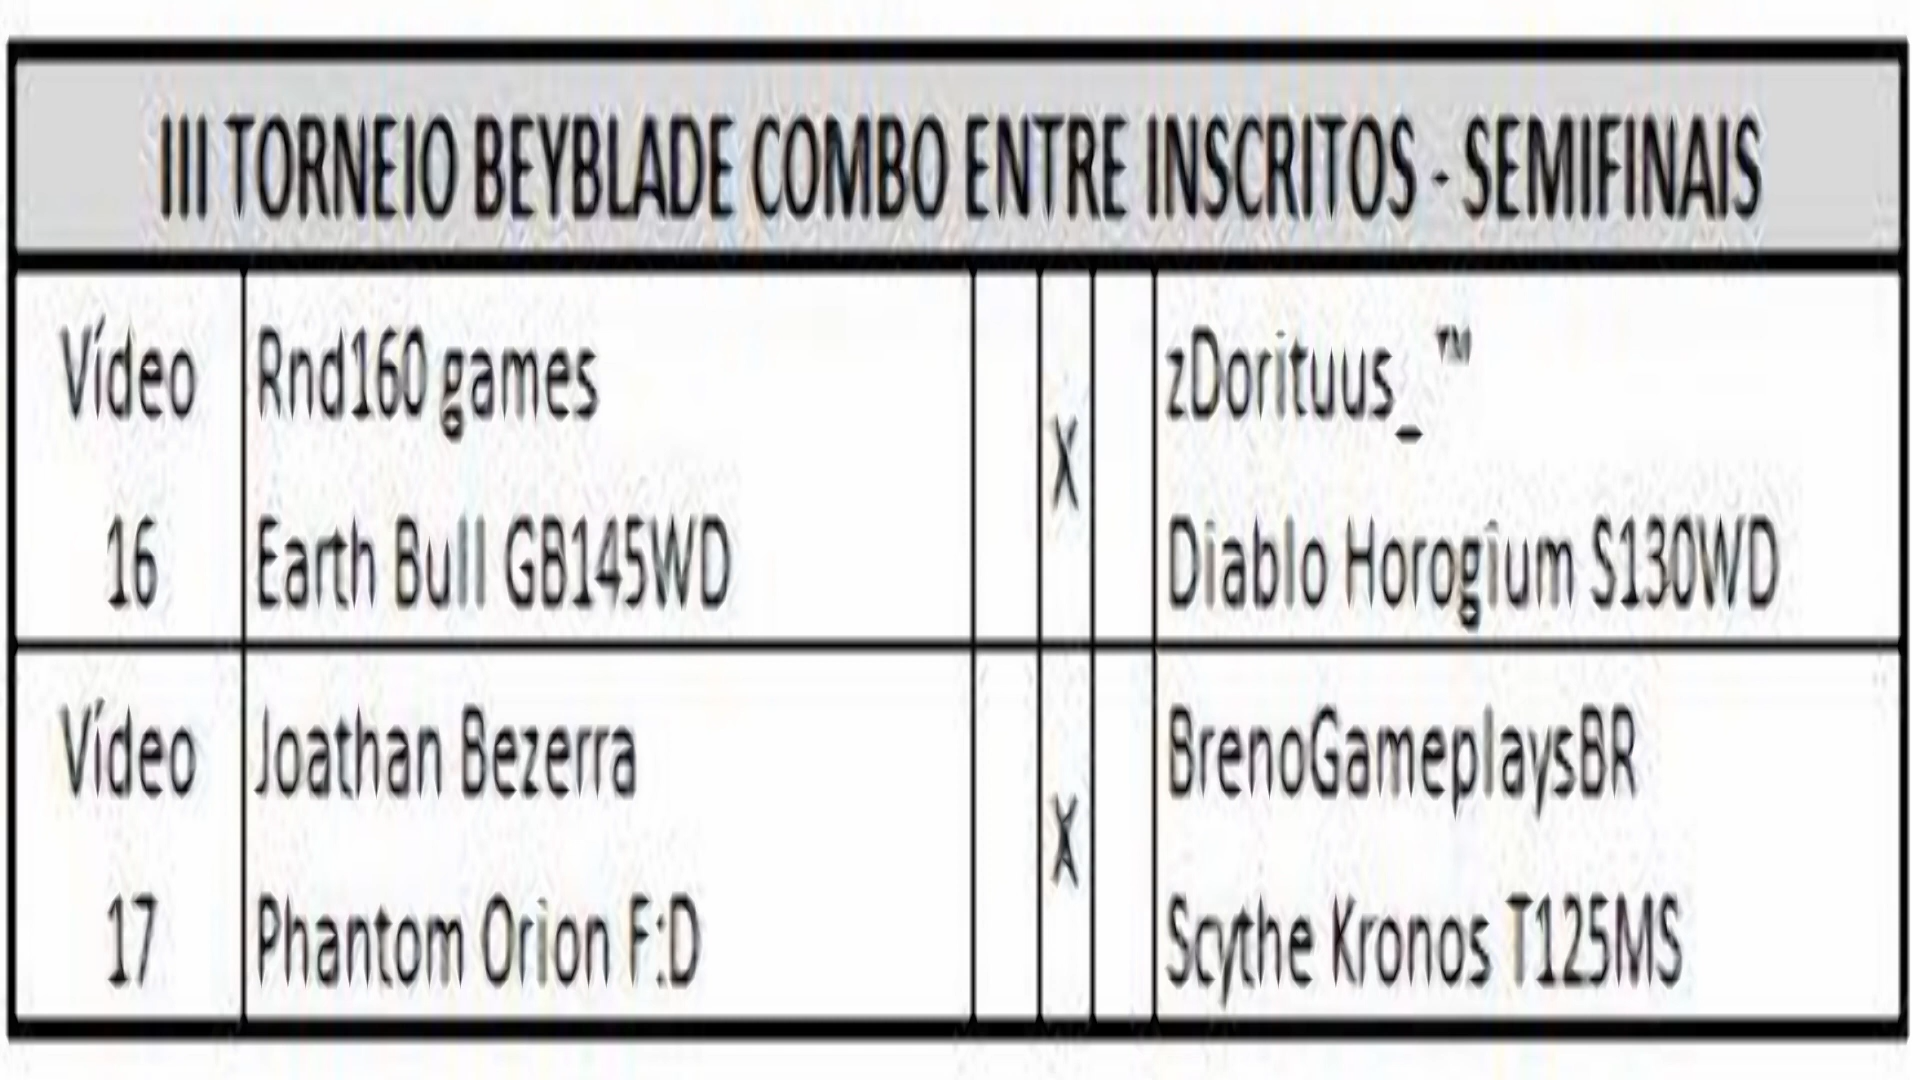 III TORNEIO BEYBLADE COMBO ENTRE INSCRITOS - SEMIFINAIS
Vídeo
16
Rnd160 games
Earth Bull GB145WD
X
zDorituus_™
Diablo Horogium S130WD
Vídeo
17
Joathan Bezerra
Phantom Orion F:D
X
BrenoGameplaysBR
Scythe Kronos T125MS